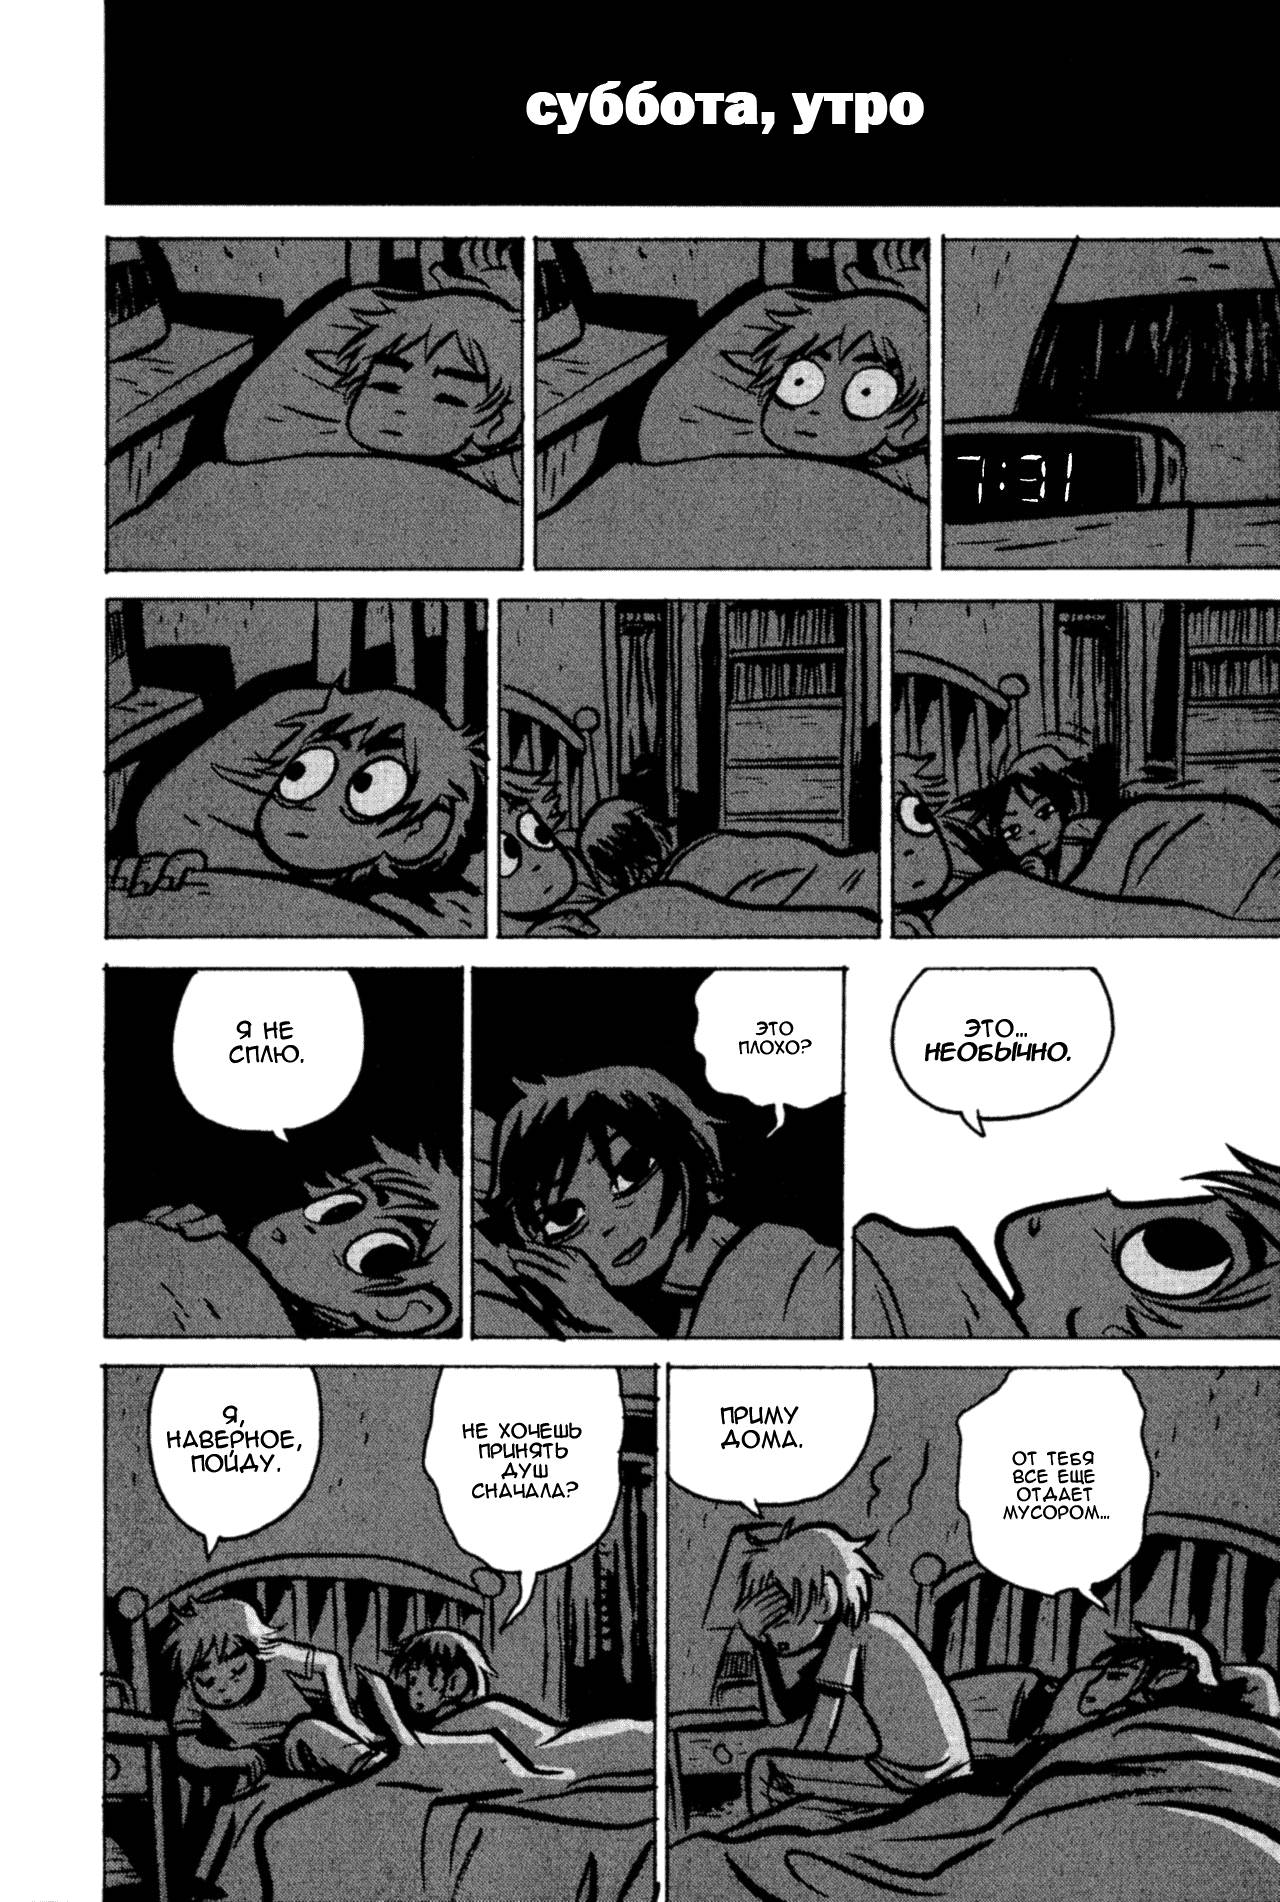 суббота, утро
7:31
Я НЕ
СПЛЮ.
ЭТО
ПЛОХО?
ЭТО...
НЕОБЫЧНО.
Я,
НАВЕРНОЕ,
ПОЙДУ.
НЕ ХОЧЕШЬ
ПРИНЯТЬ
ДУШ
СНАЧАЛА?
ПРИМУ
ДОМА.
ОТ ТЕБЯ
ВСЕ ЕЩЕ
ОТДАЕТ
МУСОРОМ...